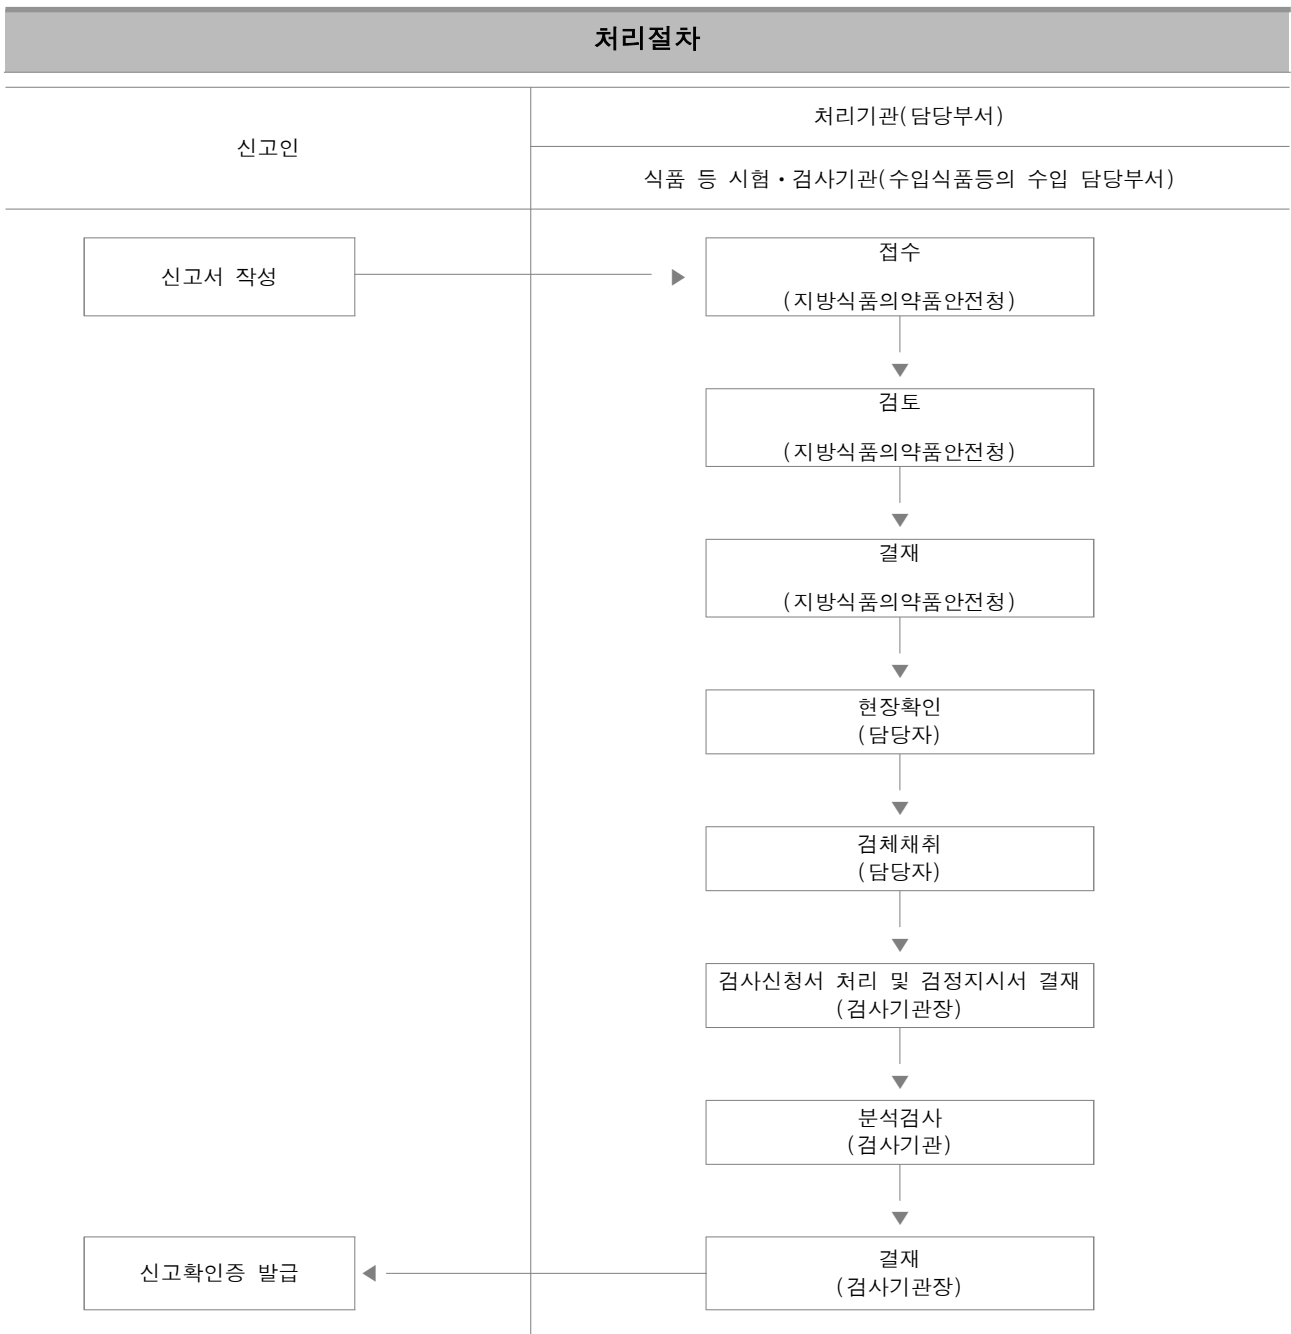 처리절차
신고인
처리기관(담당부서)
식품 등 시험·검사기관(수입식품등의 수입 담당부서)
신고서 작성
접수
(지방식품의약품안전청)
검토
(지방식품의약품안전청)
결재
(지방식품의약품안전청)
현장확인
(담당자)
검체채취
(담당자)
검사신청서 처리 및 검정지시서 결재
(검사기관장)
분석검사
(검사기관)
신고확인증 발급
결재
(검사기관장)